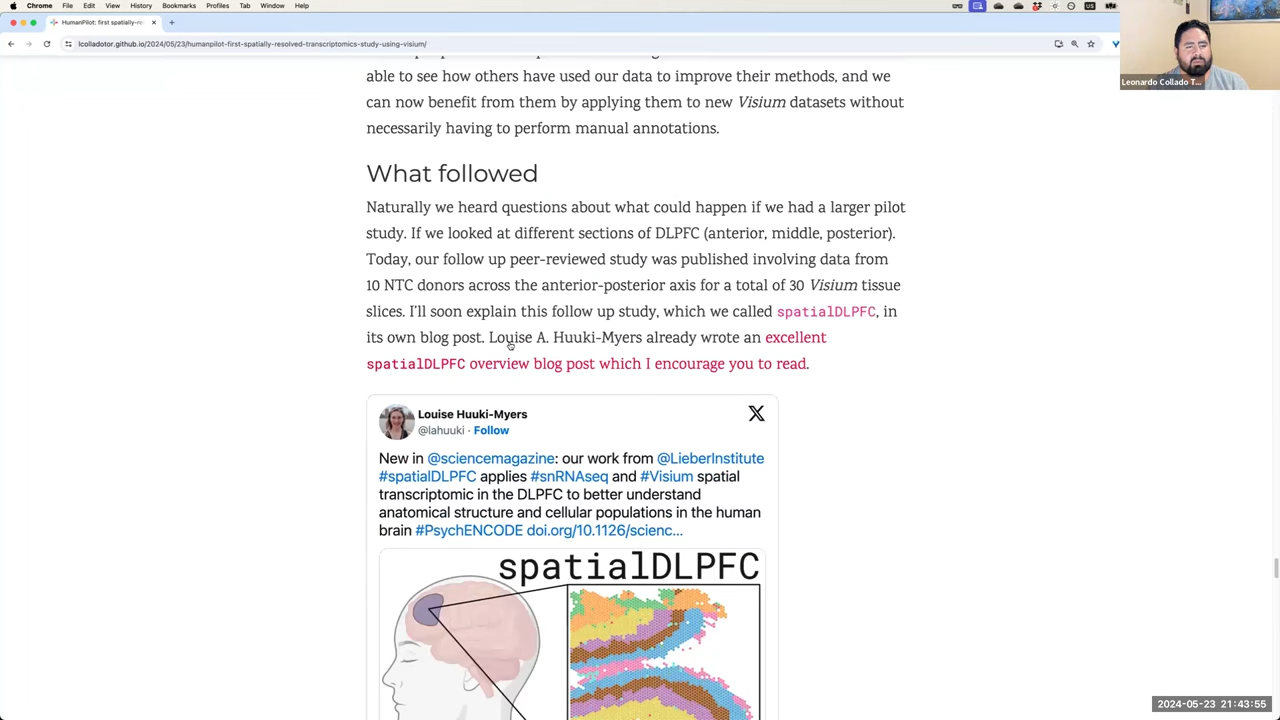 Chrome File Edit View History Bookmarks Profiles Tab Window Help
HumanPilot: first spatially-re
lcolladotor.github.io/2024/05/23/humanpilot-first-spatially-resolved-transcriptomics-study-using-visium/
Leonardo Collado T...
able to see how others have used our data to improve their methods, and we
can now benefit from them by applying them to new Visium datasets without
necessarily having to perform manual annotations.
What followed
Naturally we heard questions about what could happen if we had a larger pilot
study. If we looked at different sections of DLPFC (anterior, middle, posterior).
Today, our follow up peer-reviewed study was published involving data from
10 NTC donors across the anterior-posterior axis for a total of 30 Visium tissue
slices. I'll soon explain this follow up study, which we called spatialDLPFC, in
its own blog post. Louise A. Huuki-Myers already wrote an excellent
spatialDLPFC overview blog post which I encourage you to read.
Louise Huuki-Myers
@lahuuki · Follow
New in @sciencemagazine: our work from @LieberInstitute
#spatialDLPFC applies #snRNAseq and #Visium spatial
transcriptomic in the DLPFC to better understand
anatomical structure and cellular populations in the human
brain #PsychENCODE doi.org/10.1126/scienc...
spatialDLPFC
2024-05-23 21:43:55